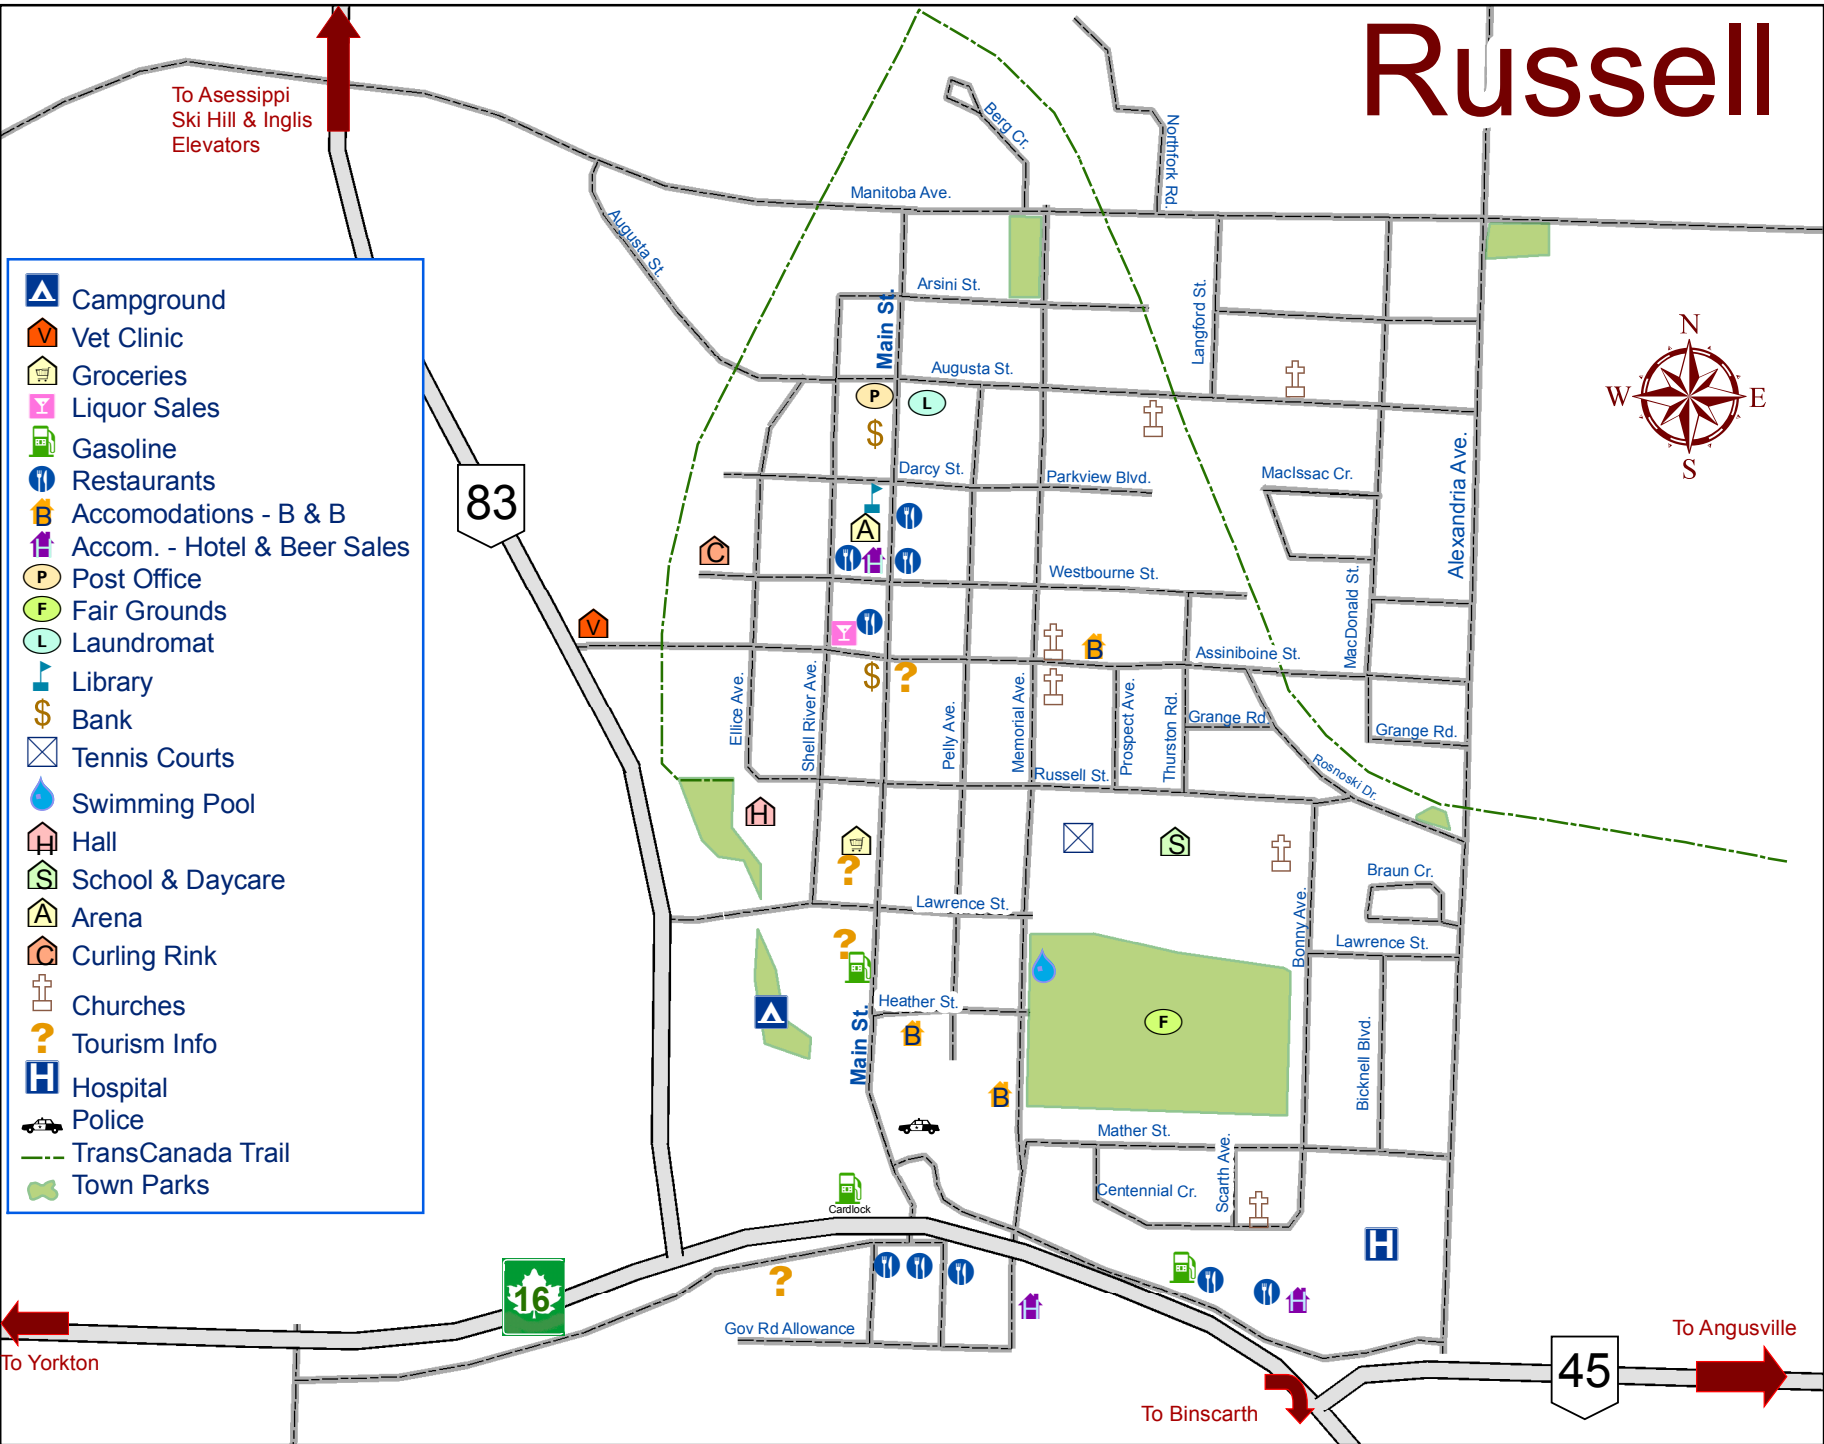 Russell
To Asessippi
Ski Hill & Inglis
Elevators
Berg Cr.
Northfork Rd.
Manitoba Ave.
Augusta St.
Arsini St.
Main St.
Langford St.
Augusta St.
N
W
E
S
P
L
$
Darcy St.
Parkview Blvd.
MacIssac Cr.
Alexandria Ave.
83
A
C
Westbourne St.
MacDonald St.
V
B
Assiniboine St.
$
?
Ellice Ave.
Shell River Ave.
Pelly Ave.
Memorial Ave.
Prospect Ave.
Thurston Rd.
Grange Rd.
Grange Rd.
Rosnoski Dr.
Russell St.
H
S
?
Braun Cr.
Lawrence St.
Bonny Ave.
Lawrence St.
?
Heather St.
F
B
Main St.
Bicknell Blvd.
B
Mather St.
Scarth Ave.
Centennial Cr.
Cardlock
H
?
16
Gov Rd Allowance
To Yorkton
To Angusville
45
To Binscarth
Campground
V Vet Clinic
Groceries
Liquor Sales
Gasoline
Restaurants
B Accomodations - B & B
Accom. - Hotel & Beer Sales
P Post Office
F Fair Grounds
L Laundromat
Library
$ Bank
Tennis Courts
Swimming Pool
H Hall
S School & Daycare
A Arena
C Curling Rink
Churches
? Tourism Info
H Hospital
Police
TransCanada Trail
Town Parks